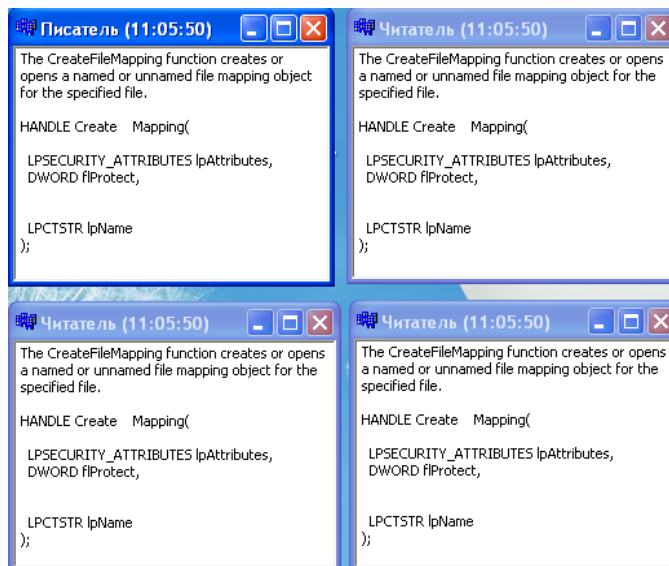 Писатель (11:05:50)
The CreateFileMapping function creates or
opens a named or unnamed file mapping object
for the specified file.
HANDLE Create    Mapping(
LPSECURITY_ATTRIBUTES lpAttributes,
DWORD flProtect,
LPCTSTR lpName
);
Читатель (11:05:50)
The CreateFileMapping function creates or opens
a named or unnamed file mapping object for the
specified file.
HANDLE Create    Mapping(
LPSECURITY_ATTRIBUTES lpAttributes,
DWORD flProtect,
LPCTSTR lpName
);
Читатель (11:05:50)
The CreateFileMapping function creates or opens
a named or unnamed file mapping object for the
specified file.
HANDLE Create    Mapping(
LPSECURITY_ATTRIBUTES lpAttributes,
DWORD flProtect,
LPCTSTR lpName
);
Читатель (11:05:50)
The CreateFileMapping function creates or opens
a named or unnamed file mapping object for the
specified file.
HANDLE Create    Mapping(
LPSECURITY_ATTRIBUTES lpAttributes,
DWORD flProtect,
LPCTSTR lpName
);